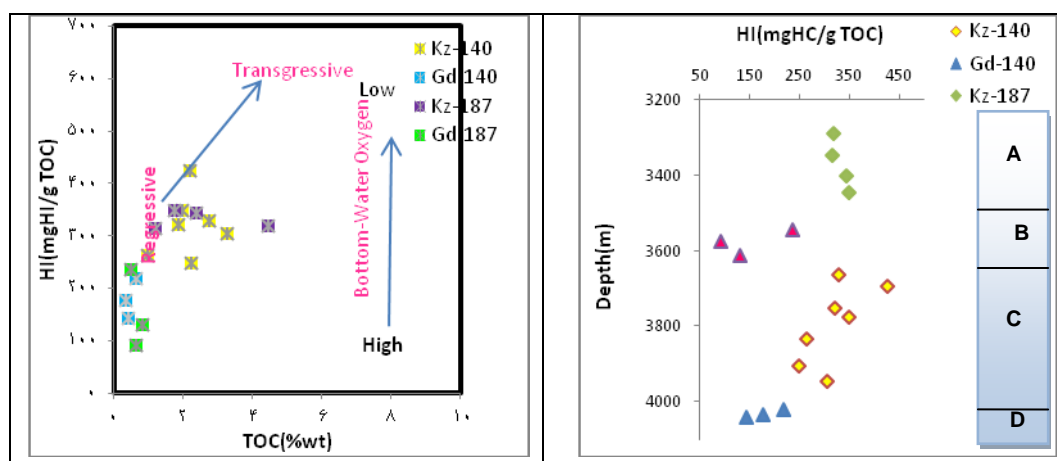 ٧٠٠
٦٠٠
٥٠٠
٤٠٠
٣٠٠
٢٠٠
١٠٠
٠
HI(mgHI/g TOC)
٠ ٢ ٤ ٦ ٨ ١٠
TOC(%wt)
Transgressive
Regressive
Low
Bottom-Water Oxygen
High
Kz-140
Gd-140
Kz-187
Gd-187
HI(mgHC/g TOC)
50 150 250 350 450
3200
3400
3600
3800
4000
Depth(m)
Kz-140
Gd-140
Kz-187
A
B
C
D